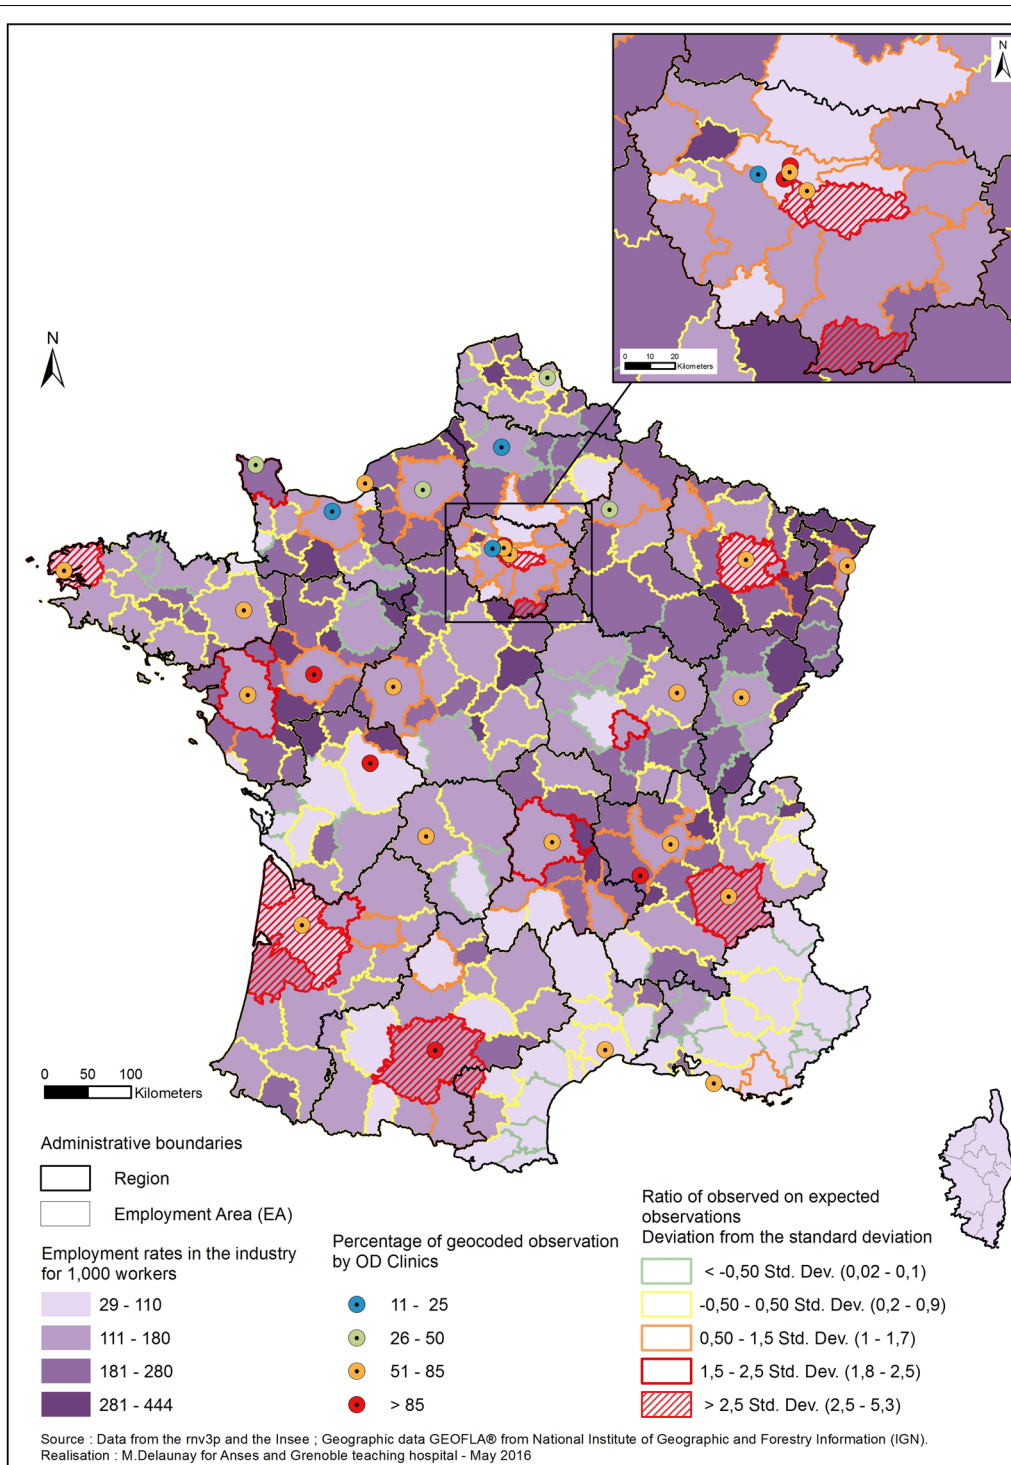 N
0 10 20
Kilometers
N
0 50 100
Kilometers
Administrative boundaries
Region
Employment Area (EA)
Employment rates in the industry
for 1,000 workers
29 - 110
111 - 180
181 - 280
281 - 444
Percentage of geocoded observation
by OD Clinics
11 - 25
26 - 50
51 - 85
> 85
Ratio of observed on expected
observations
Deviation from the standard deviation
< -0,50 Std. Dev. (0,02 - 0,1)
-0,50 - 0,50 Std. Dev. (0,2 - 0,9)
0,50 - 1,5 Std. Dev. (1 - 1,7)
1,5 - 2,5 Std. Dev. (1,8 - 2,5)
> 2,5 Std. Dev. (2,5 - 5,3)
Source : Data from the rnv3p and the Insee ; Geographic data GEOFLA® from National Institute of Geographic and Forestry Information (IGN).
Realisation : M.Delaunay for Anses and Grenoble teaching hospital - May 2016